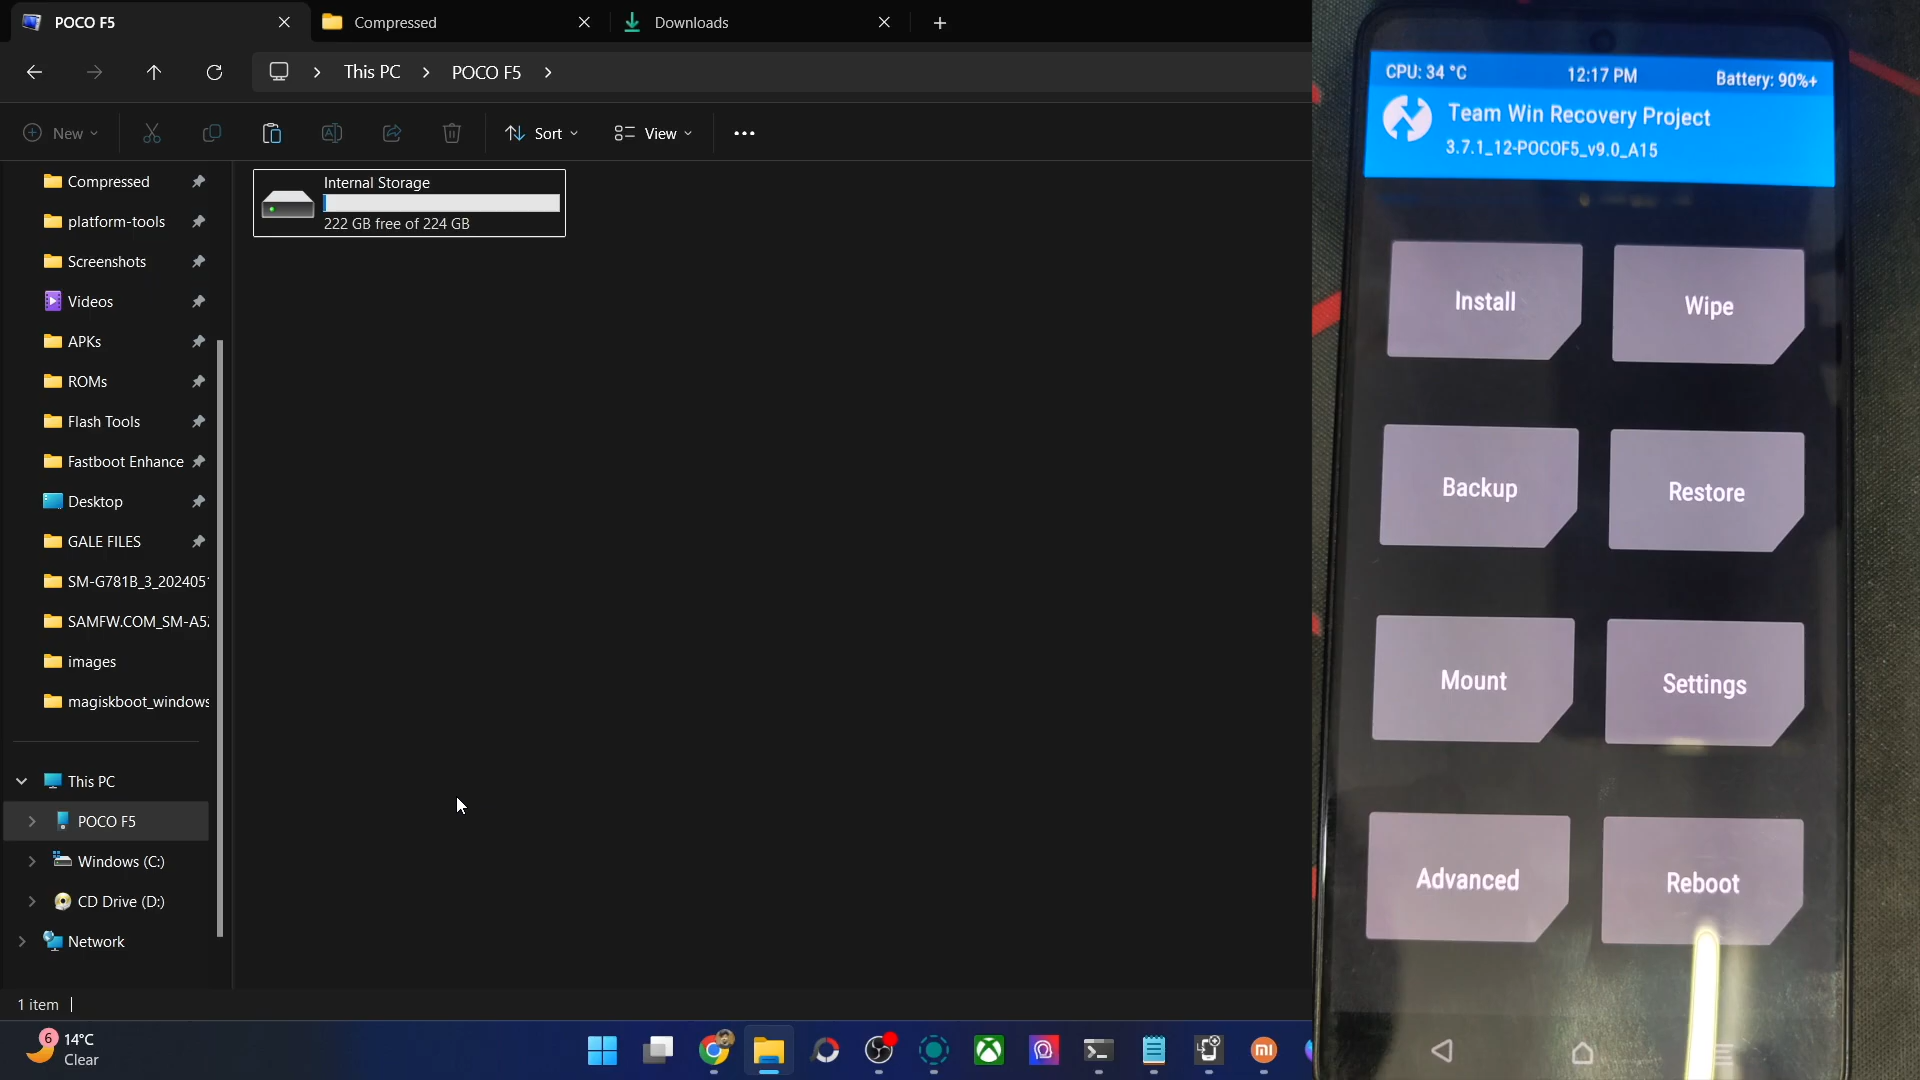 POCO F5
Compressed
Downloads
This PC
POCO F5
New
Sort
View
Compressed
platform-tools
Screenshots
Videos
APKs
ROMs
Flash Tools
Fastboot Enhance
Desktop
GALE FILES
SM-G781B_3_202405
SAMFW.COM_SM-A5
images
magiskboot_windows
This PC
POCO F5
Windows (C:)
CD Drive (D:)
Network
Internal Storage
222 GB free of 224 GB
1 item
6
14°C
Clear
mi
CPU: 34 °C
12:17 PM
Battery: 90%+
Team Win Recovery Project
3.7.1_12-POCOF5_v9.0_A15
Install
Wipe
Backup
Restore
Mount
Settings
Advanced
Reboot